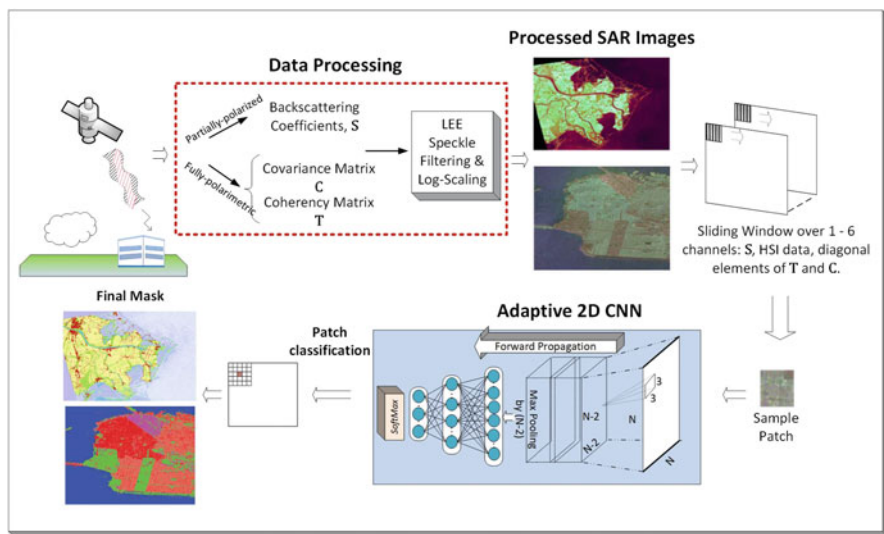 Data Processing
Partially-polarized
Backscattering
Coefficients, S
Fully-polarimetric
Covariance Matrix
C
Coherency Matrix
T
LEE
Speckle
Filtering &
Log-Scaling
Processed SAR Images
Sliding Window over 1 - 6
channels: S, HSI data, diagonal
elements of T and C.
Sample
Patch
Adaptive 2D CNN
Forward Propagation
SoftMax
Max Pooling
by (N-2)
N-2
N-2
3
3
N
N
Patch
classification
Final Mask